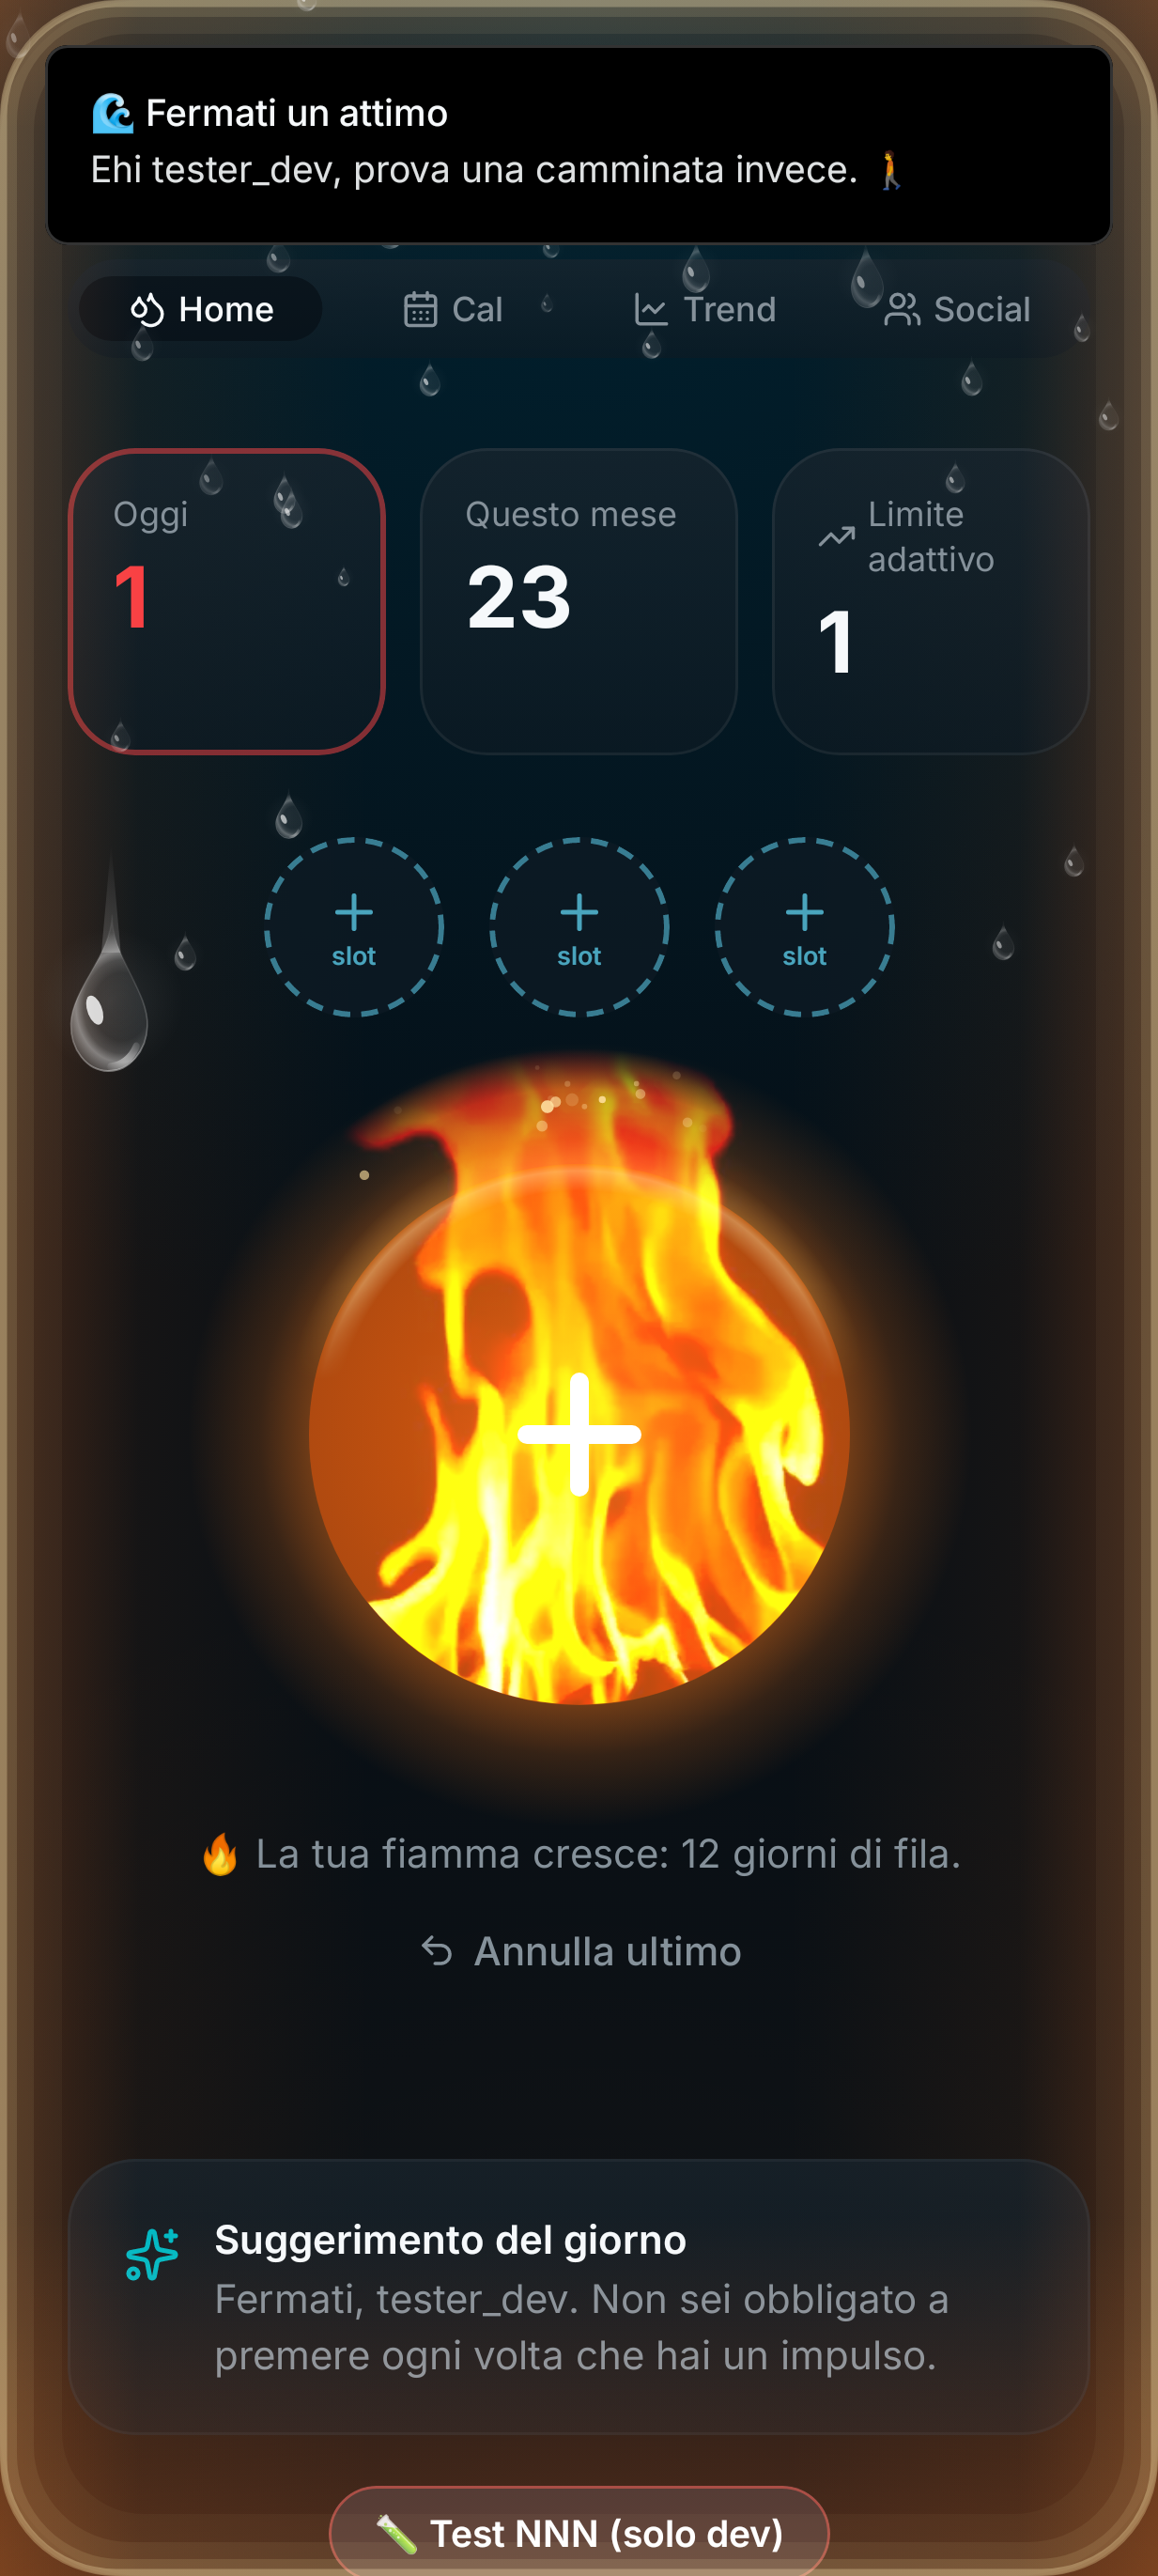 🌊 Fermati un attimo
Ehi tester_dev, prova una camminata invece. 🚶
Home
Cal
Trend
Social
Oggi
1
Questo mese
23
Limite
adattivo
1
slot
slot
slot
🔥 La tua fiamma cresce: 12 giorni di fila.
Annulla ultimo
Suggerimento del giorno
Fermati, tester_dev. Non sei obbligato a
premere ogni volta che hai un impulso.
🧪 Test NNN (solo dev)